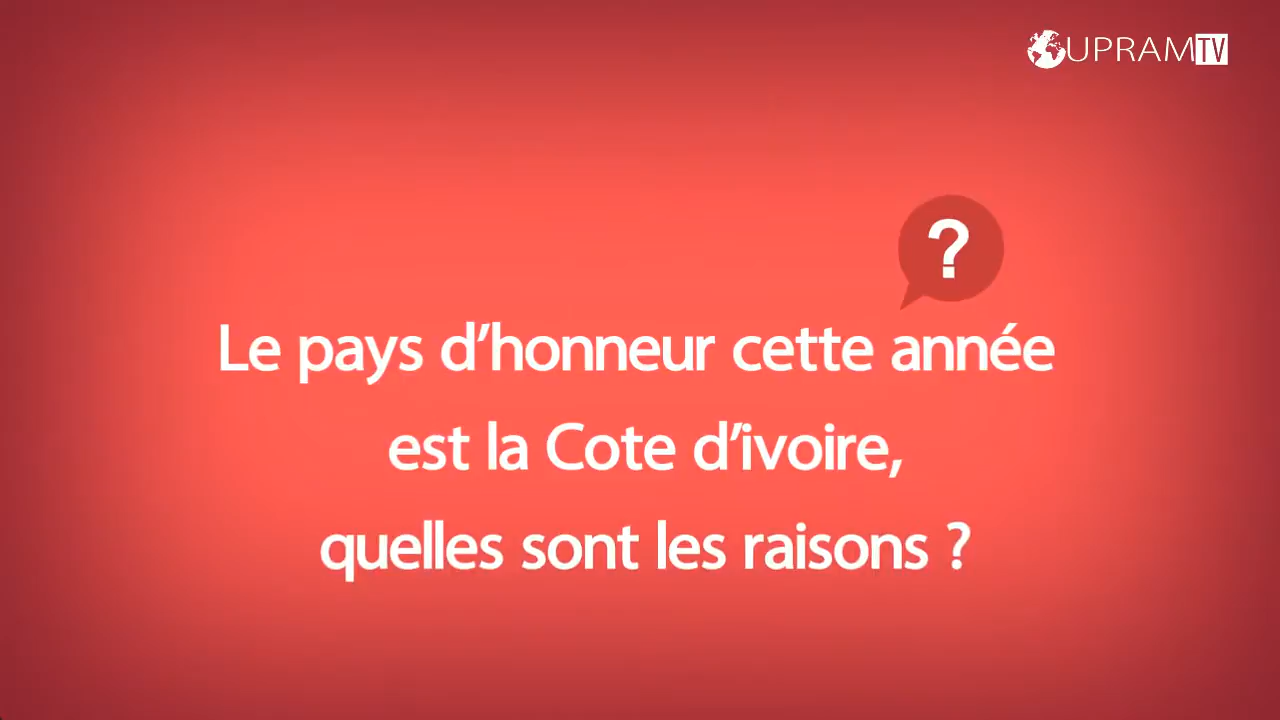 UPRAMTV
?
Le pays d’honneur cette année
est la Cote d’ivoire,
quelles sont les raisons ?